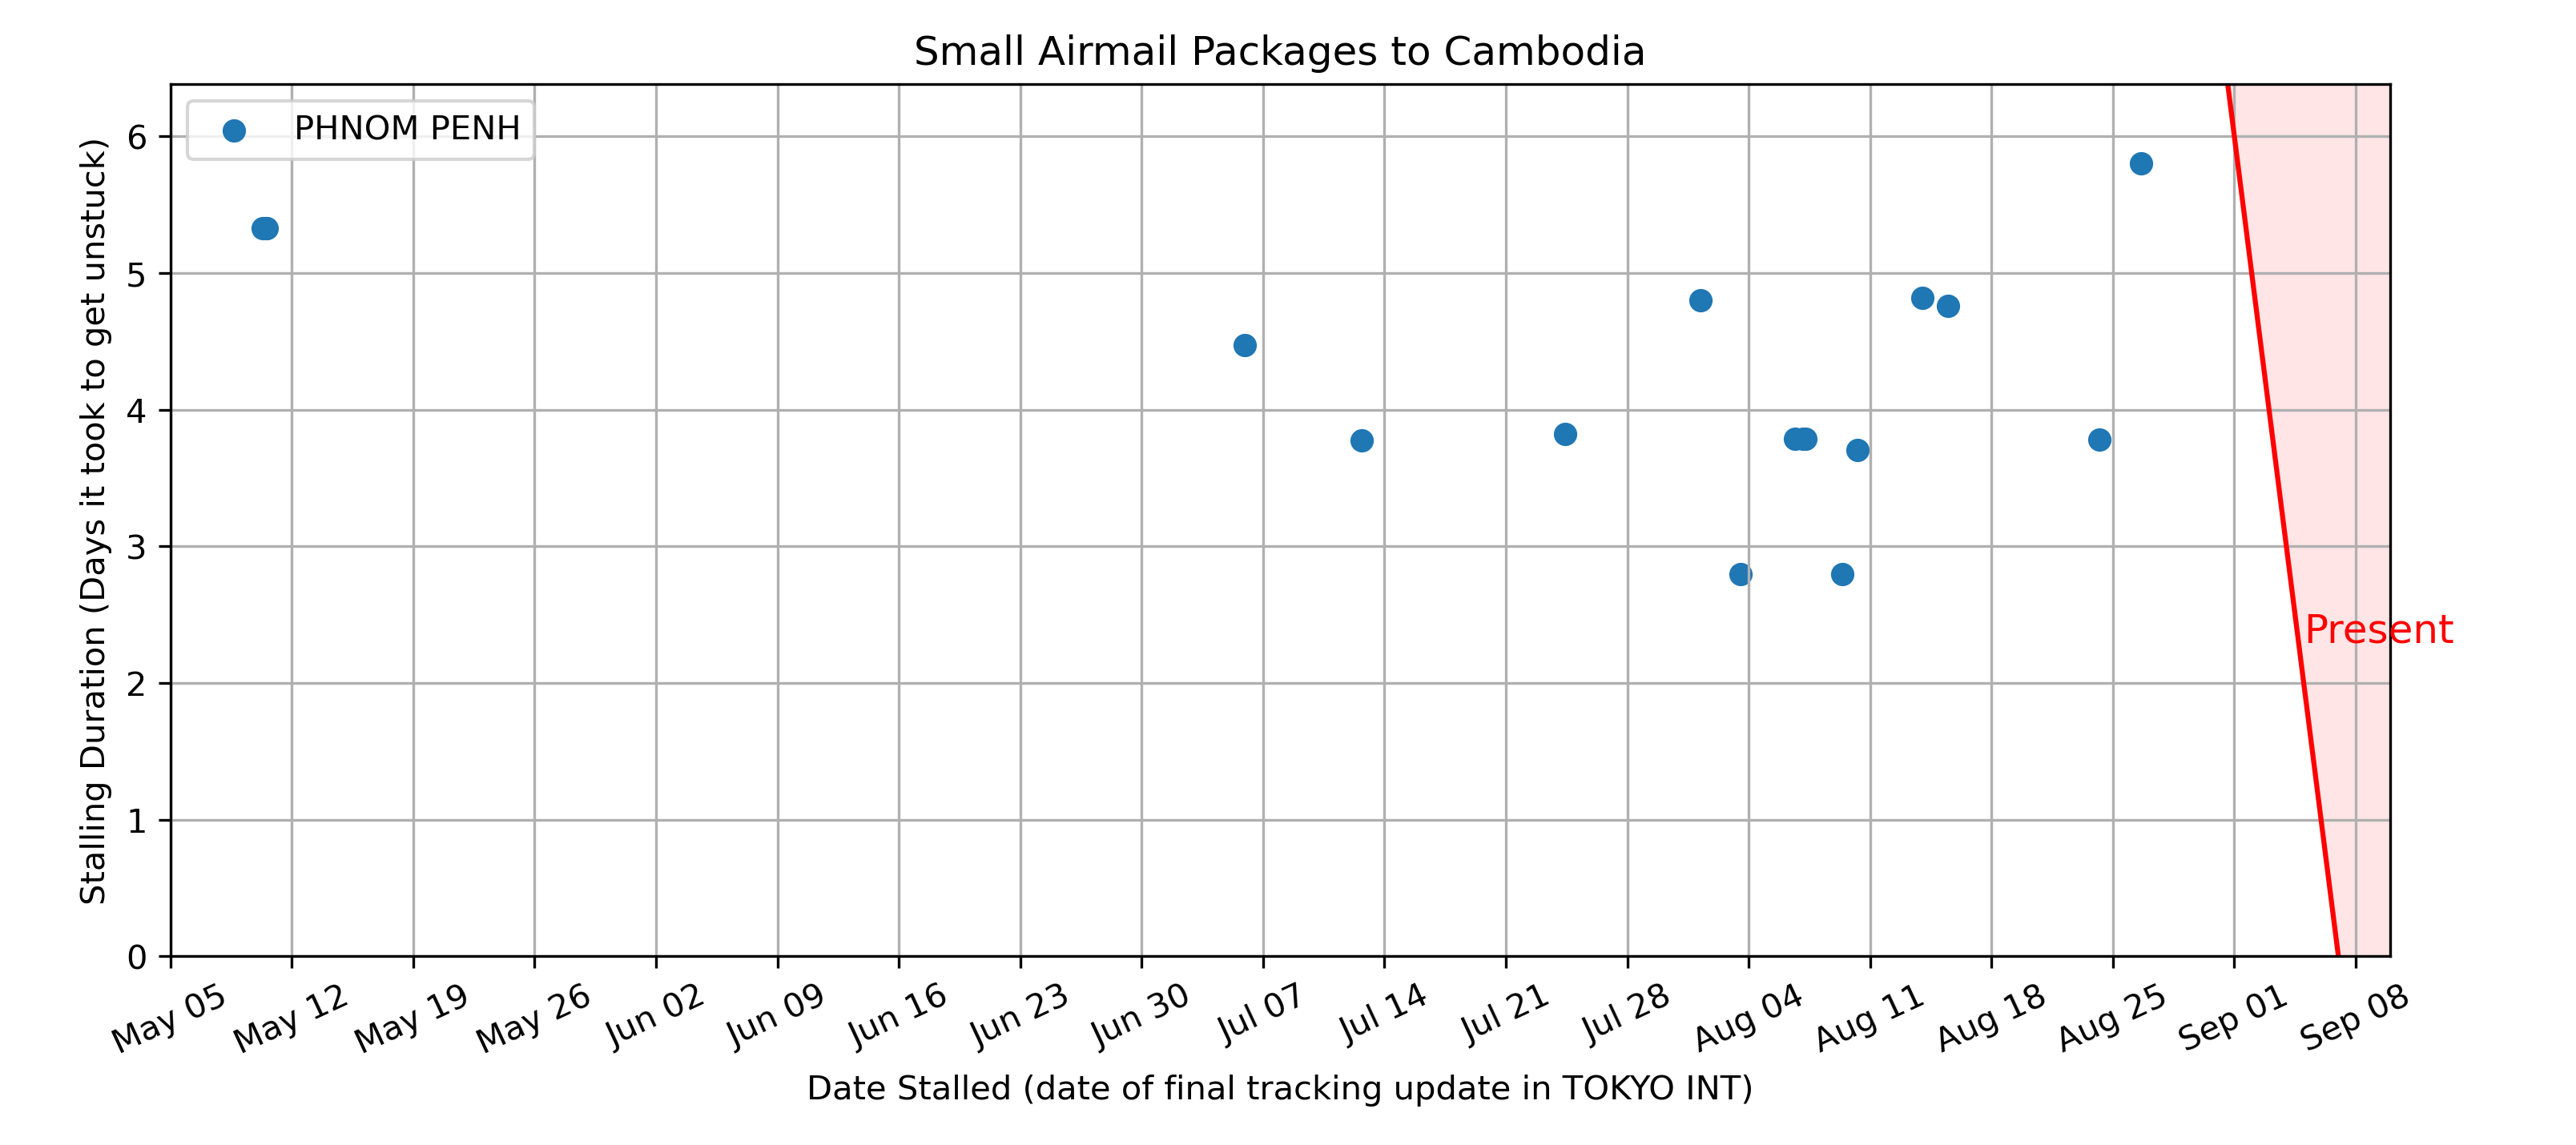 Small Airmail Packages to Cambodia
PHNOM PENH
Stalling Duration (Days it took to get unstuck)
6
5
4
3
2
1
0
Present
May 05
May 12
May 19
May 26
Jun 02
Jun 09
Jun 16
Jun 23
Jun 30
Jul 07
Jul 14
Jul 21
Jul 28
Aug 04
Aug 11
Aug 18
Aug 25
Sep 01
Sep 08
Date Stalled (date of final tracking update in TOKYO INT)